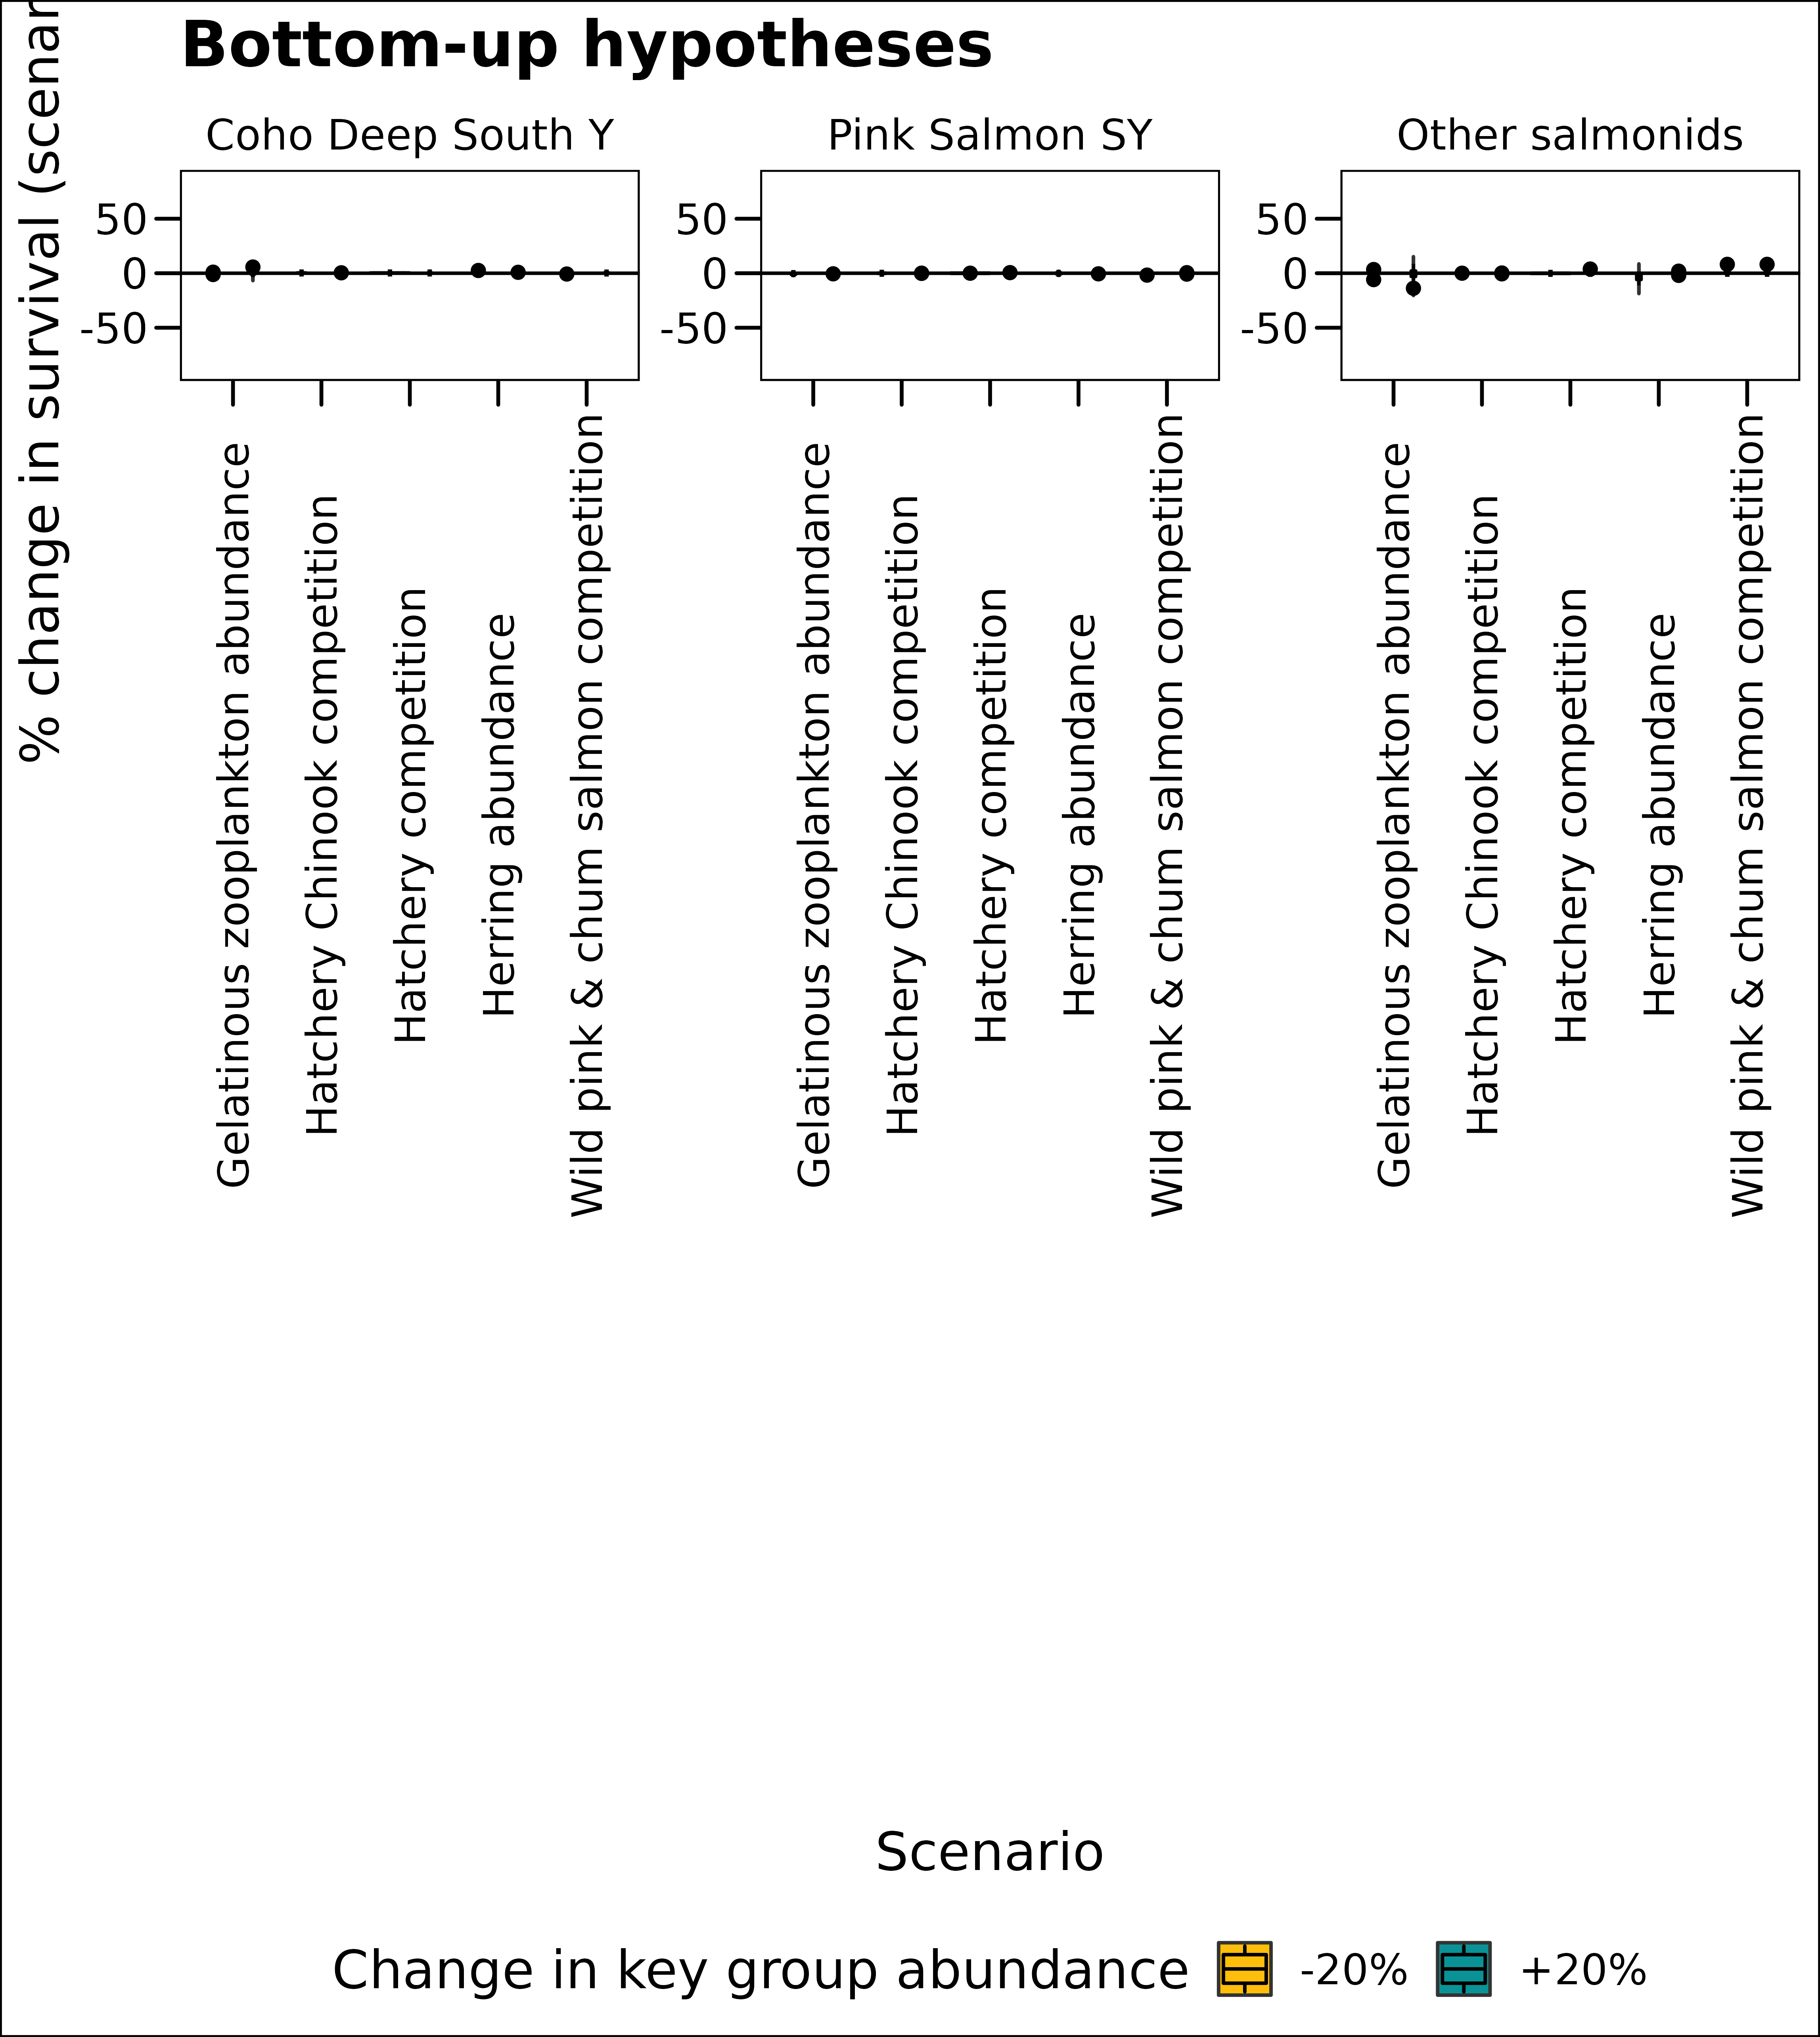 Bottom-up hypotheses
% change in survival (scenar
Coho Deep South Y
Pink Salmon SY
Other salmonids
50
0
-50
50
0
-50
50
0
-50
Gelatinous zooplankton abundance
Hatchery Chinook competition
Hatchery competition
Herring abundance
Wild pink & chum salmon competition
Gelatinous zooplankton abundance
Hatchery Chinook competition
Hatchery competition
Herring abundance
Wild pink & chum salmon competition
Gelatinous zooplankton abundance
Hatchery Chinook competition
Hatchery competition
Herring abundance
Wild pink & chum salmon competition
Scenario
Change in key group abundance -20% +20%